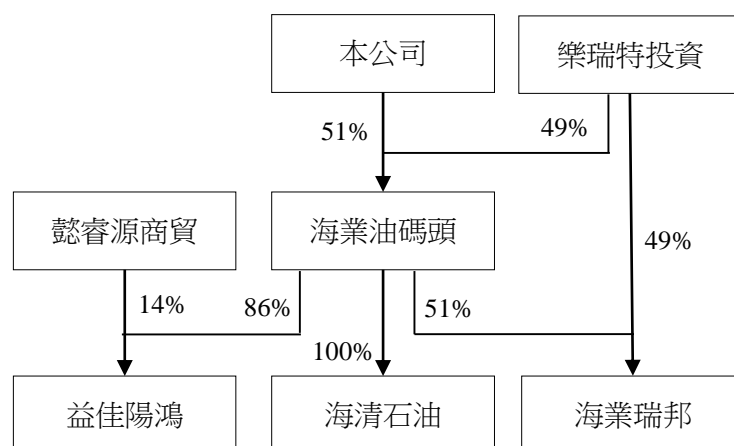 本公司
樂瑞特投資
51%
49%
懿睿源商貿
海業油碼頭
49%
14%
86%
51%
100%
益佳陽鴻
海清石油
海業瑞邦